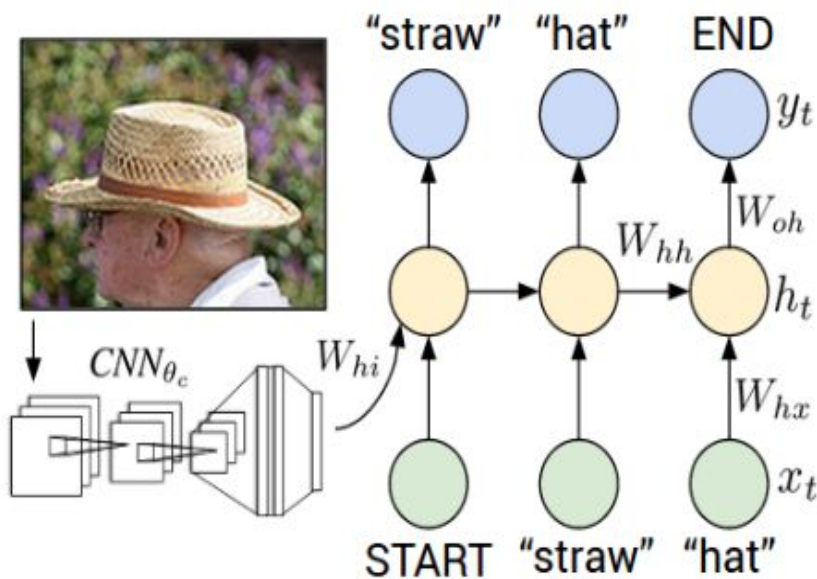 “straw” “hat” END
y_t
W_oh
W_hh
h_t
CNN_θc
W_hi
W_hx
x_t
START “straw” “hat”